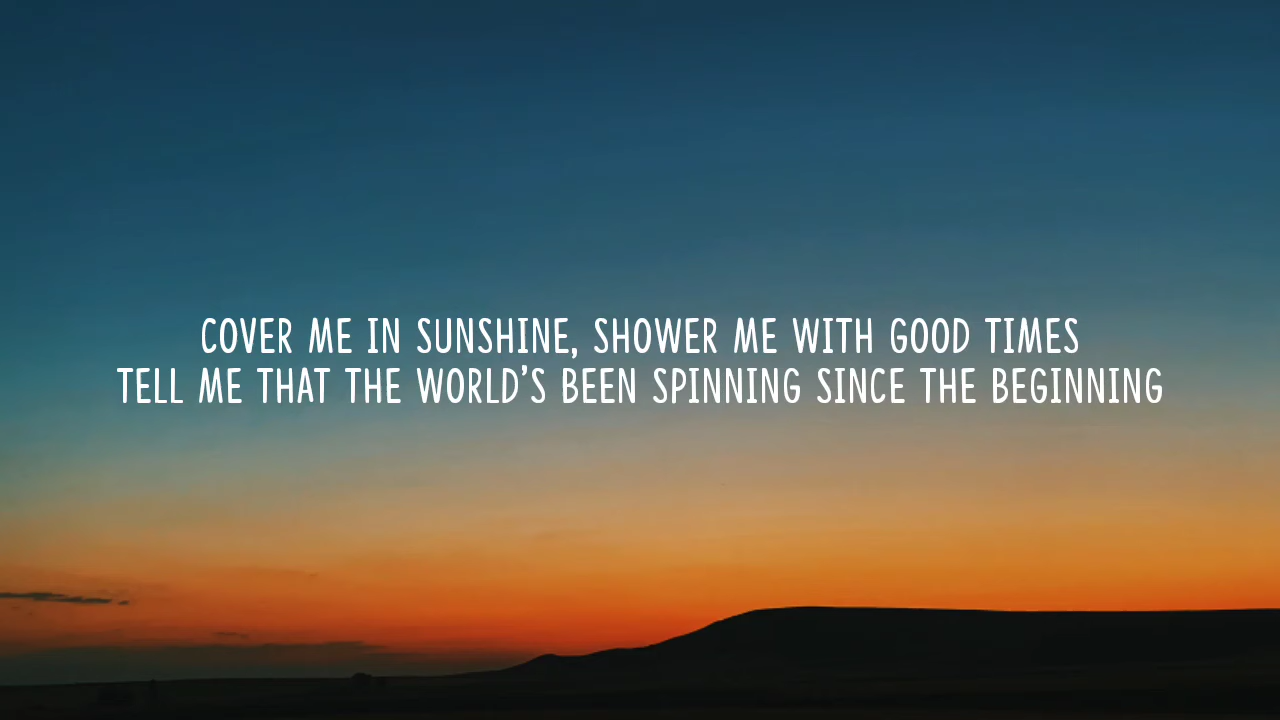 COVER ME IN SUNSHINE, SHOWER ME WITH GOOD TIMES
TELL ME THAT THE WORLD’S BEEN SPINNING SINCE THE BEGINNING